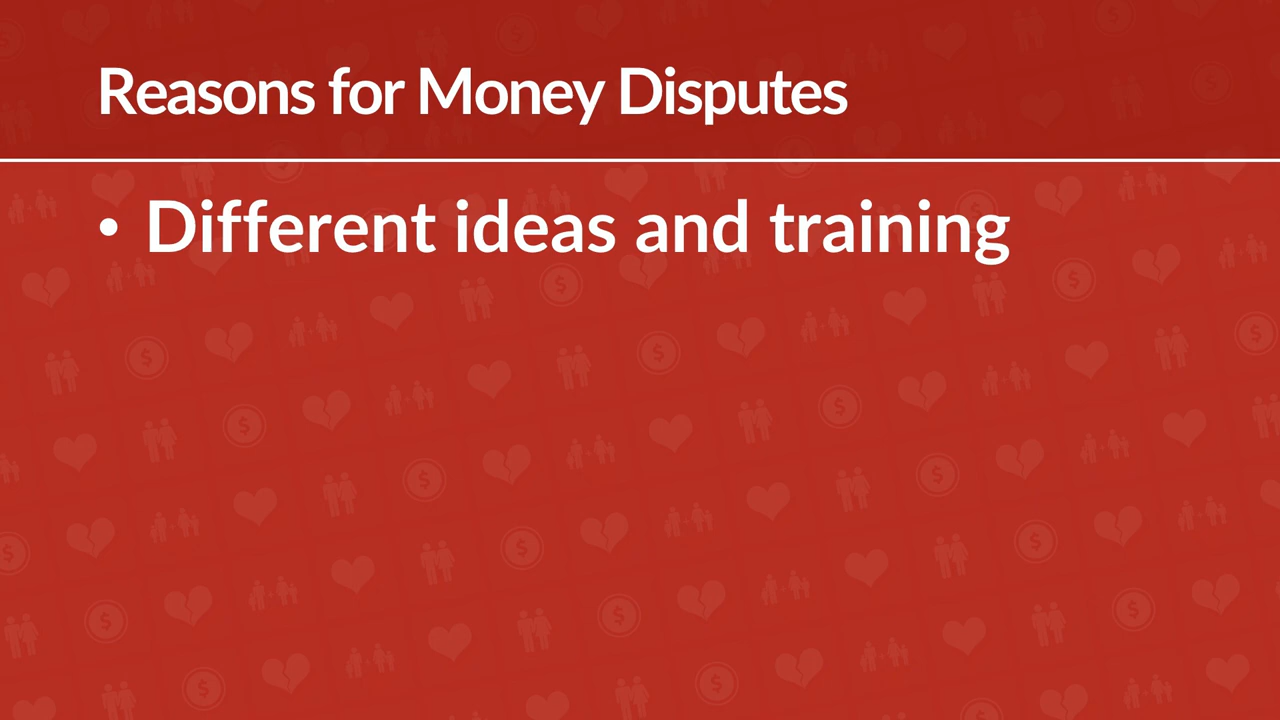 Reasons for Money Disputes
• Different ideas and training